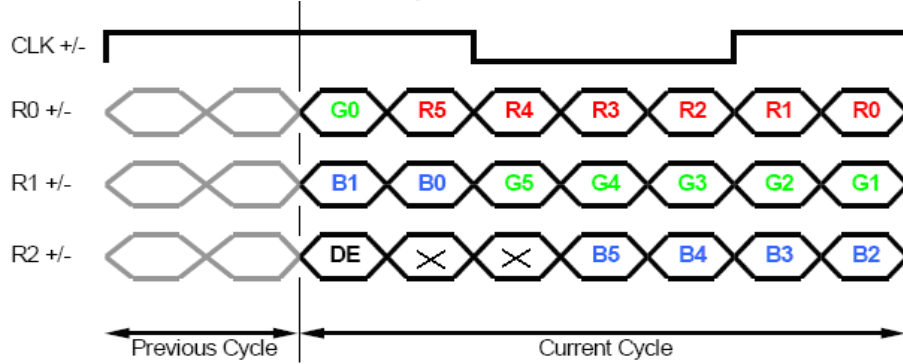 CLK +/-
R0 +/- G0 R5 R4 R3 R2 R1 R0
R1 +/- B1 B0 G5 G4 G3 G2 G1
R2 +/- DE B5 B4 B3 B2
Previous Cycle Current Cycle